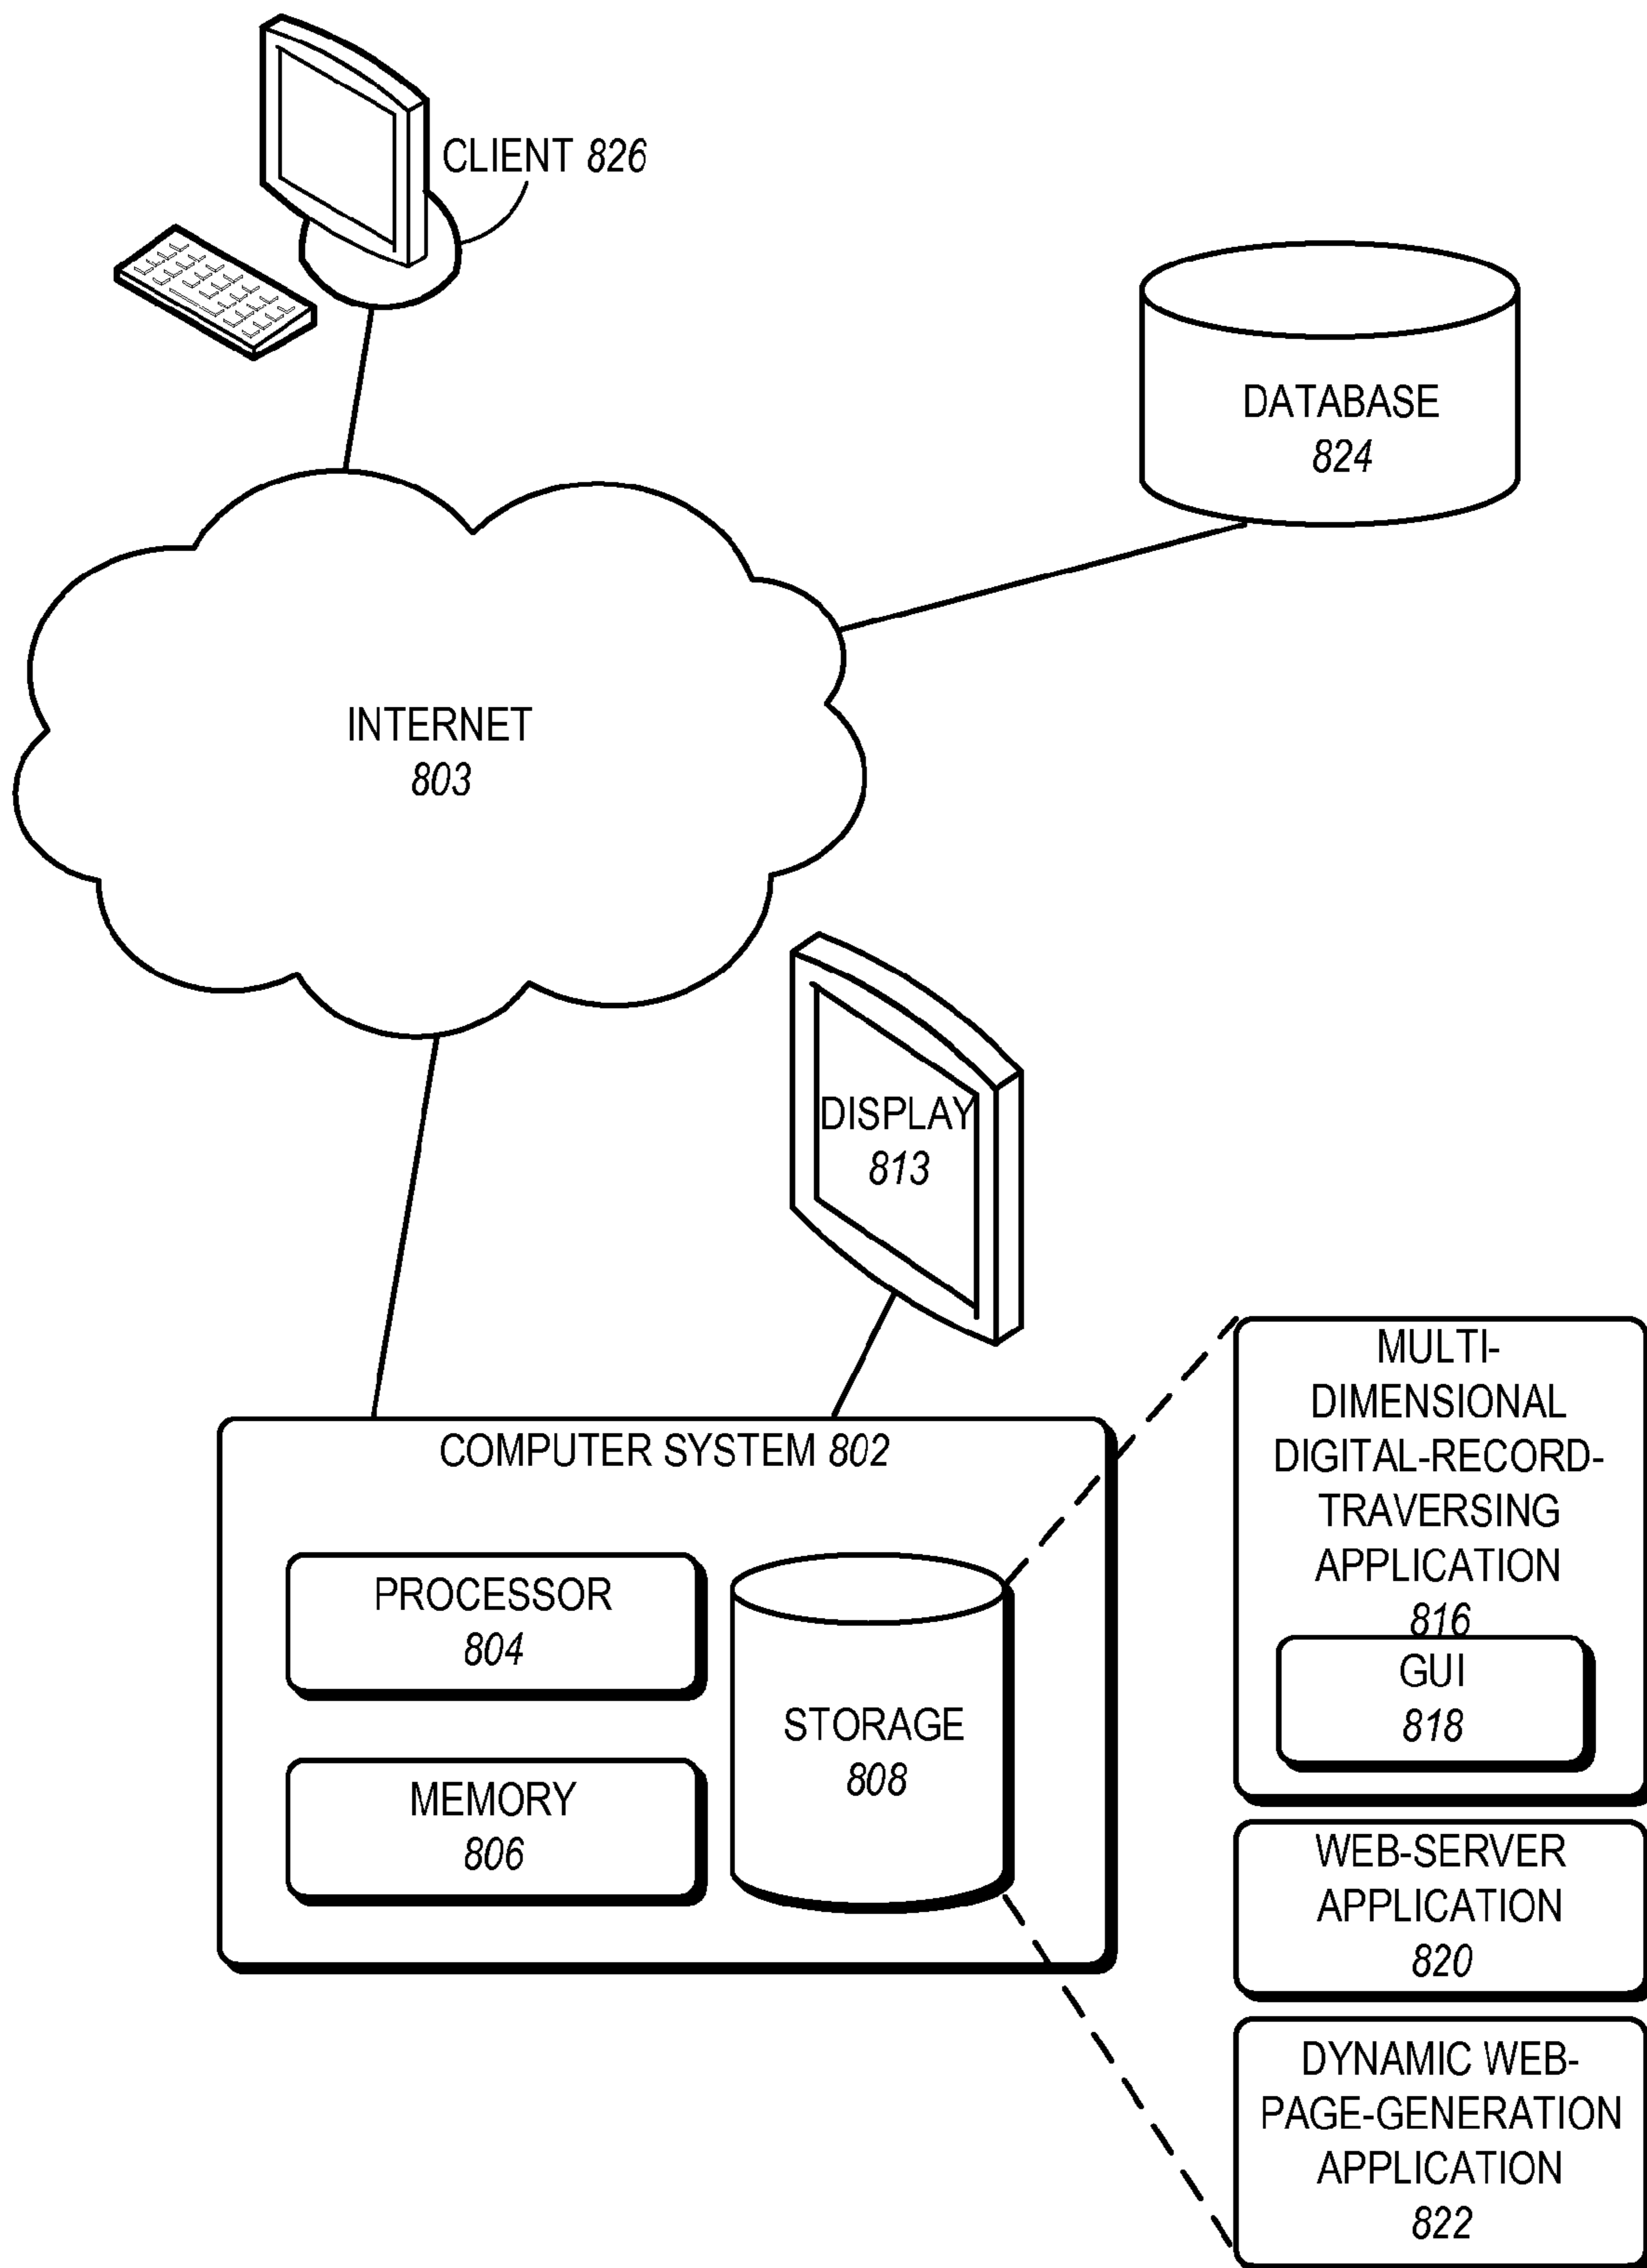 CLIENT 826
DATABASE
824
INTERNET
803
DISPLAY
813
COMPUTER SYSTEM 802
PROCESSOR
804
MEMORY
806
STORAGE
808
MULTI-
DIMENSIONAL
DIGITAL-RECORD-
TRAVERSING
APPLICATION
816
GUI
818
WEB-SERVER
APPLICATION
820
DYNAMIC WEB-
PAGE-GENERATION
APPLICATION
822